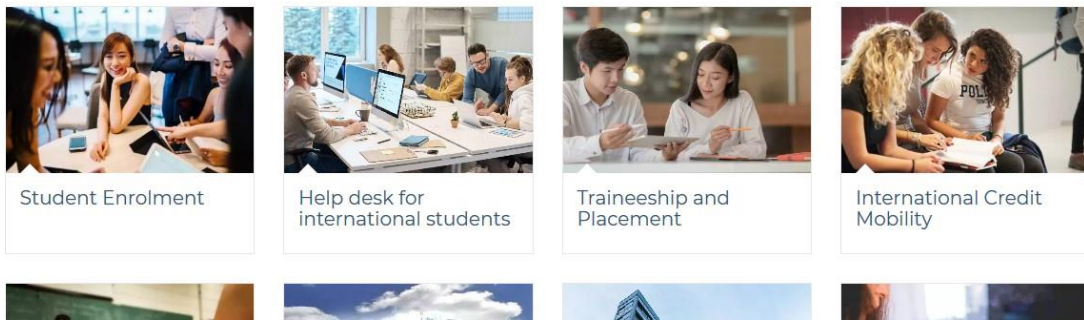 Student Enrolment
Help desk for
international students
Traineeship and
Placement
International Credit
Mobility